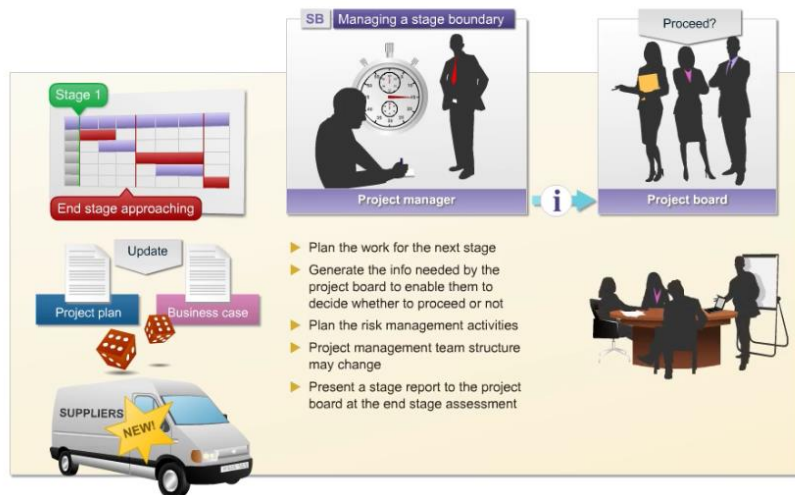 SB Managing a stage boundary
Proceed?
Stage 1
End stage approaching
Project manager
i
Project board
Update
Project plan
Business case
SUPPLIERS
NEW!
Plan the work for the next stage
Generate the info needed by the
project board to enable them to
decide whether to proceed or not
Plan the risk management activities
Project management team structure
may change
Present a stage report to the project
board at the end stage assessment